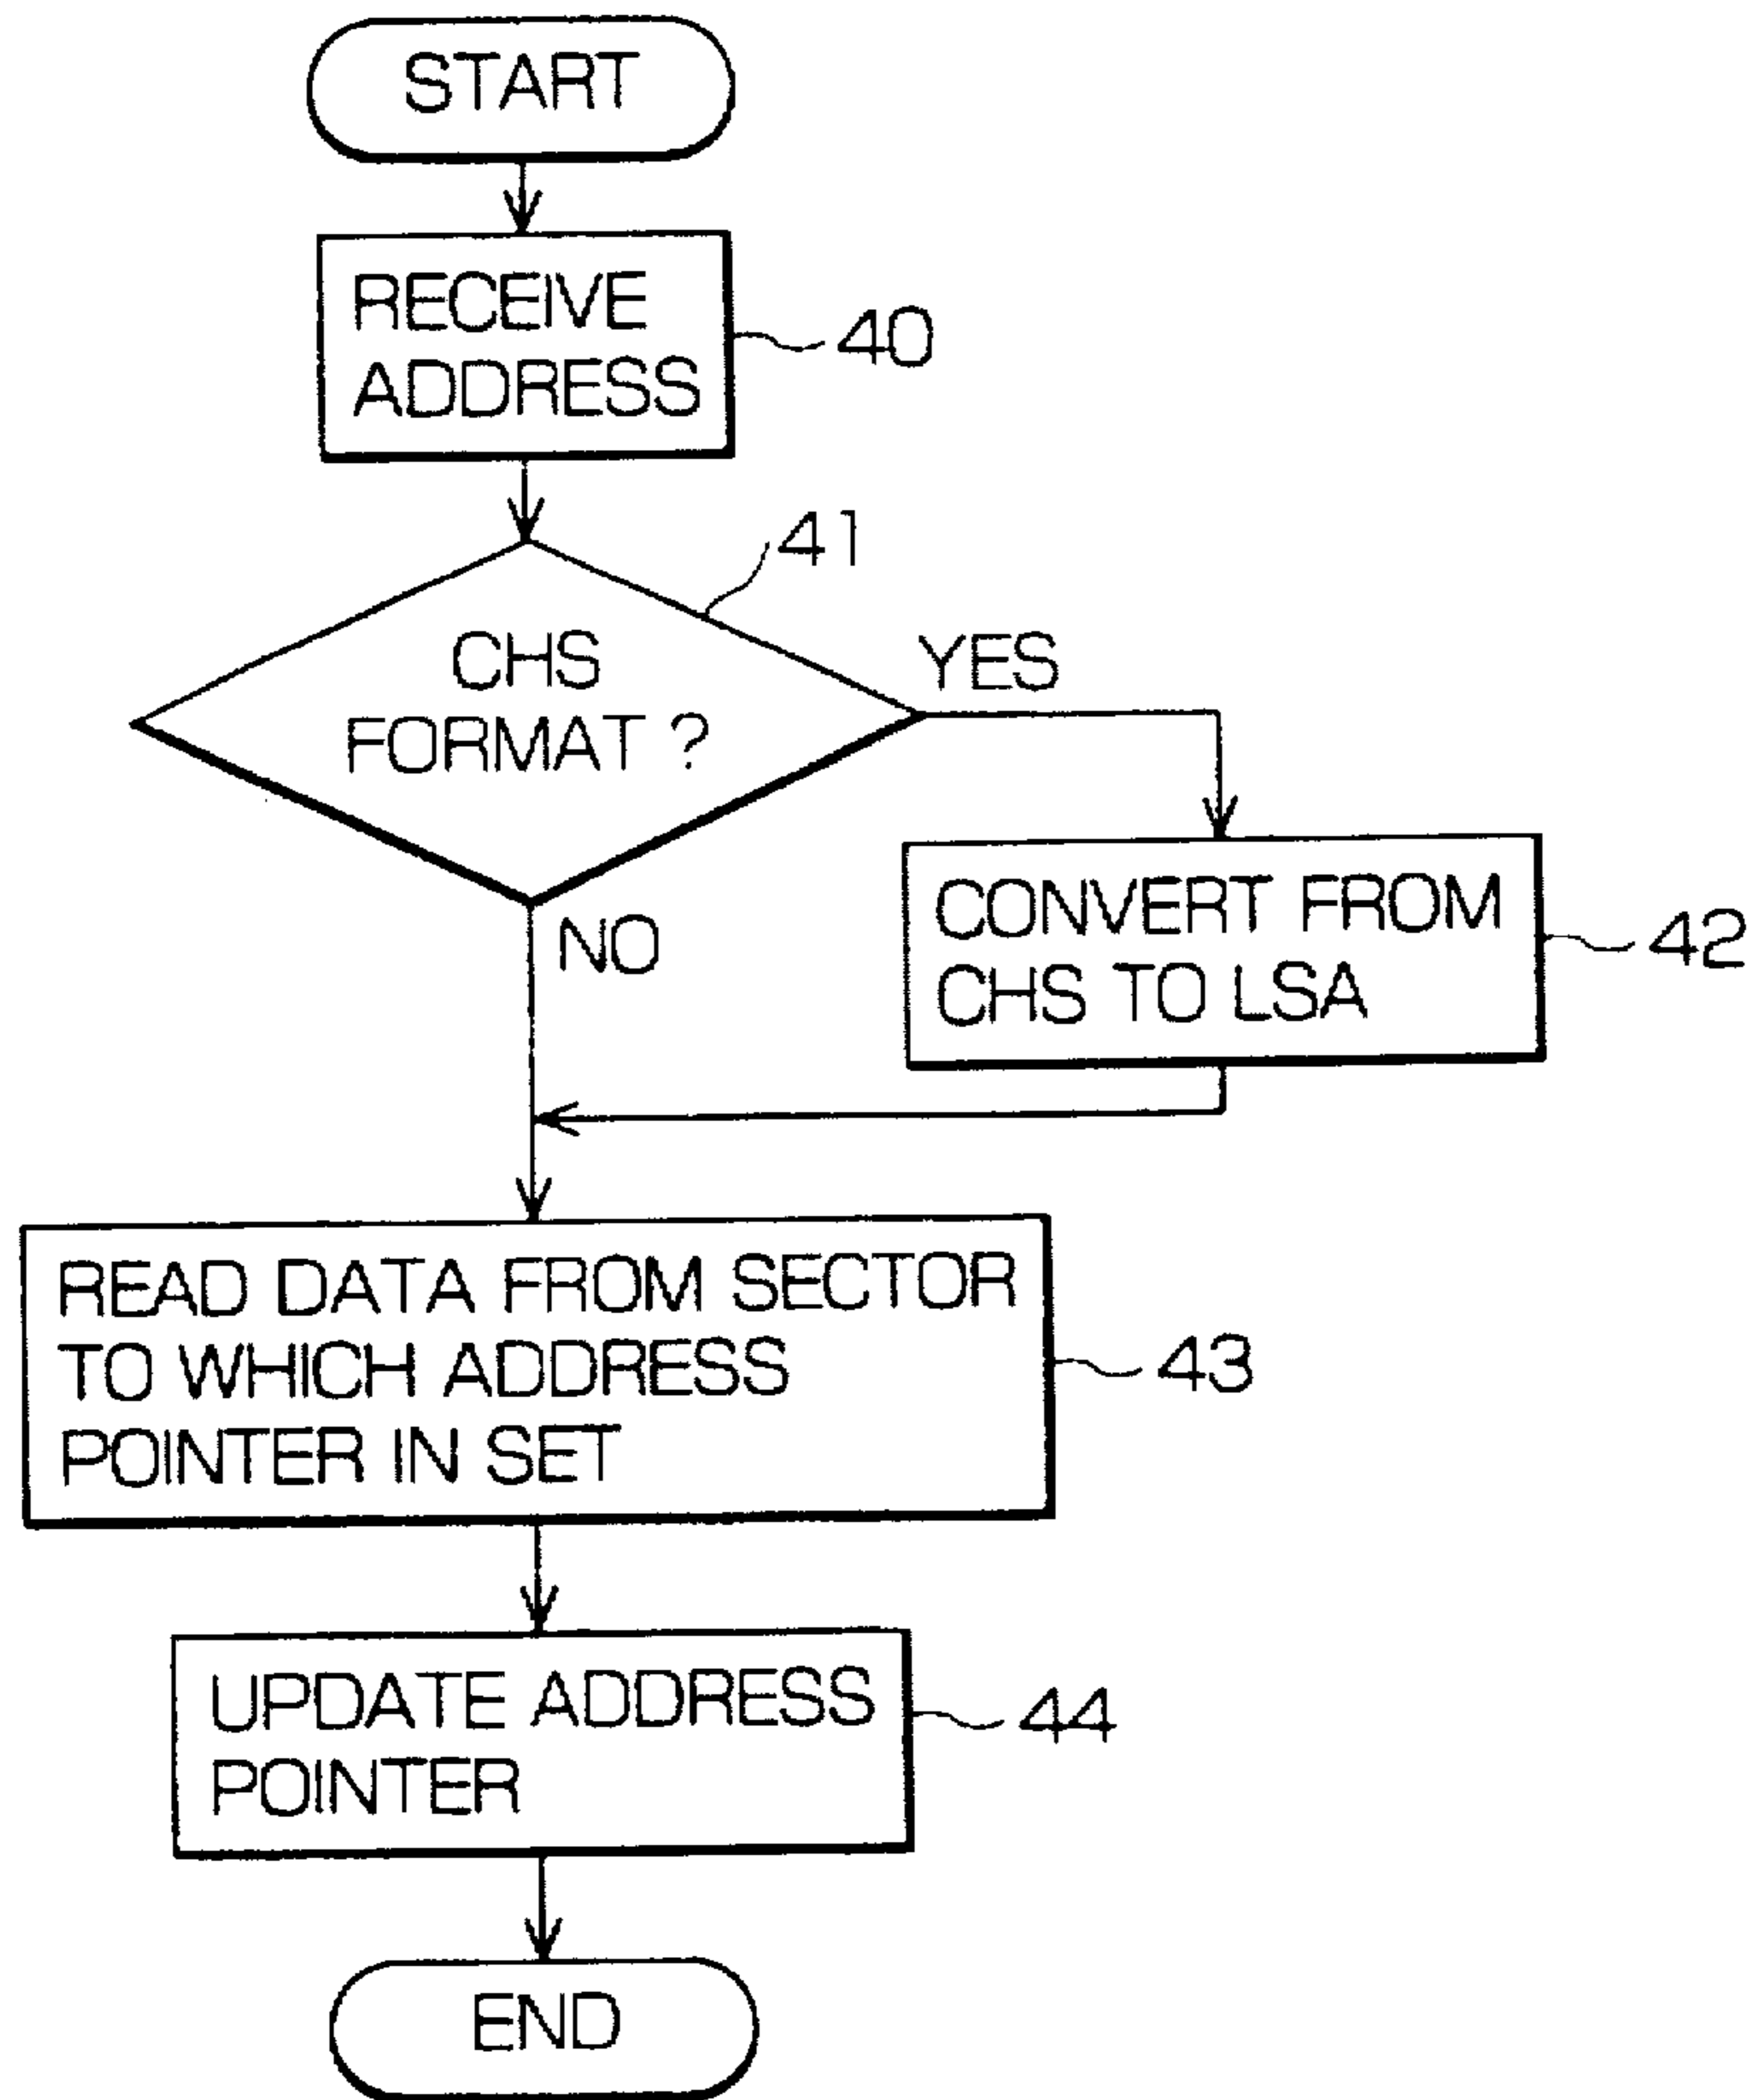 START
RECEIVE
ADDRESS
40
41
CHS
FORMAT ?
YES
NO
CONVERT FROM
CHS TO LSA
42
READ DATA FROM SECTOR
TO WHICH ADDRESS
POINTER IN SET
43
UPDATE ADDRESS
POINTER
44
END